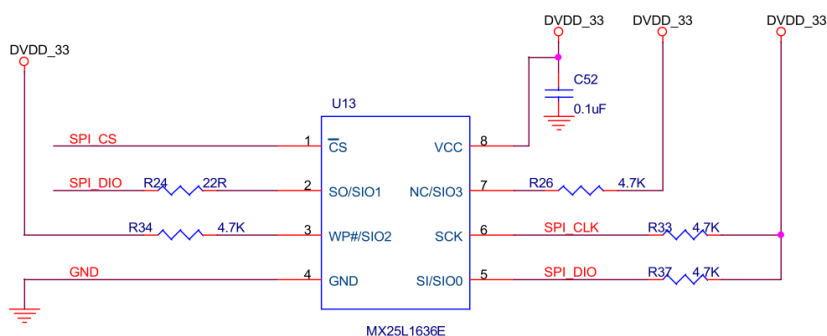 DVDD_33 DVDD_33 DVDD_33
DVDD_33
C52
0.1uF
U13
SPI_CS 1 CS VCC 8
SPI_DIO R24 22R 2 SO/SIO1 NC/SIO3 7 R26 4.7K
R34 4.7K 3 WP#/SIO2 SCK 6 SPI_CLK R33 4.7K
GND 4 GND SI/SIO0 5 SPI_DIO R37 4.7K
MX25L1636E